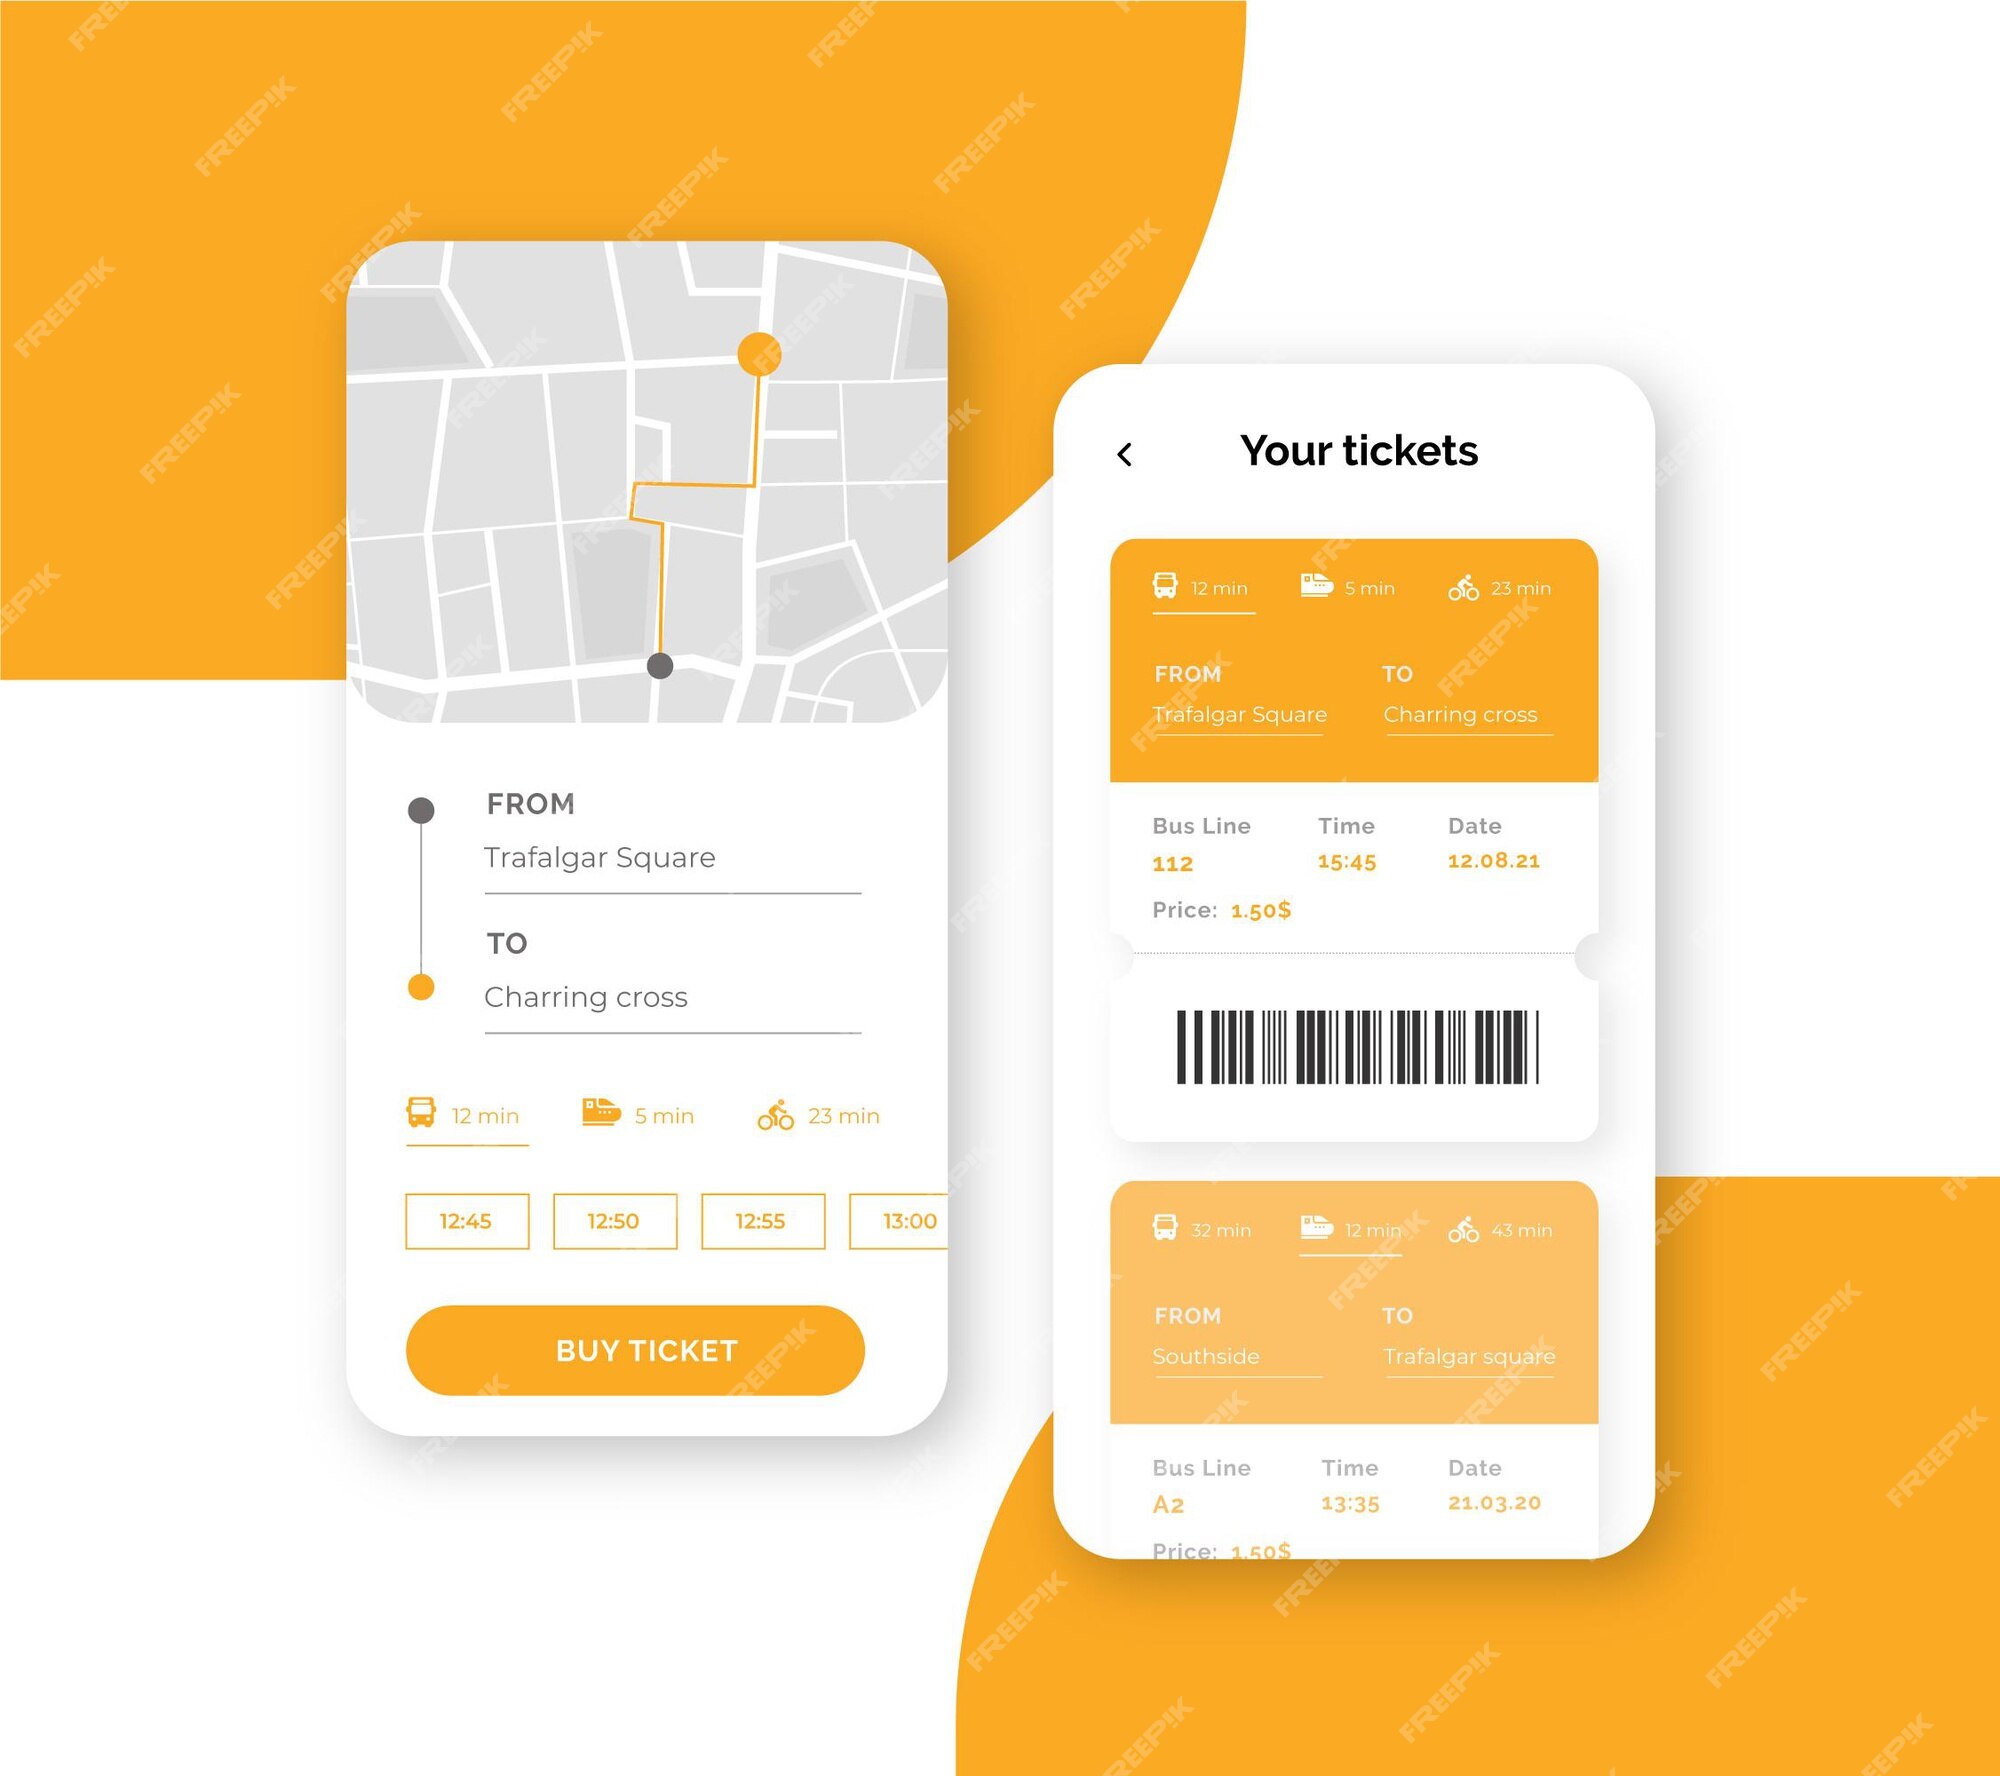 FROM
Trafalgar Square
TO
Charring cross
12 min 5 min 23 min
12:45 12:50 12:55 13:00
BUY TICKET
Your tickets
12 min 5 min 23 min
FROM TO
Trafalgar Square Charring cross
Bus Line Time Date
112 15:45 12.08.21
Price: 1.50$
32 min 12 min 43 min
FROM TO
Southside Trafalgar square
Bus Line Time Date
A2 13:35 21.03.20
Price: 1.50$
FREEPIK